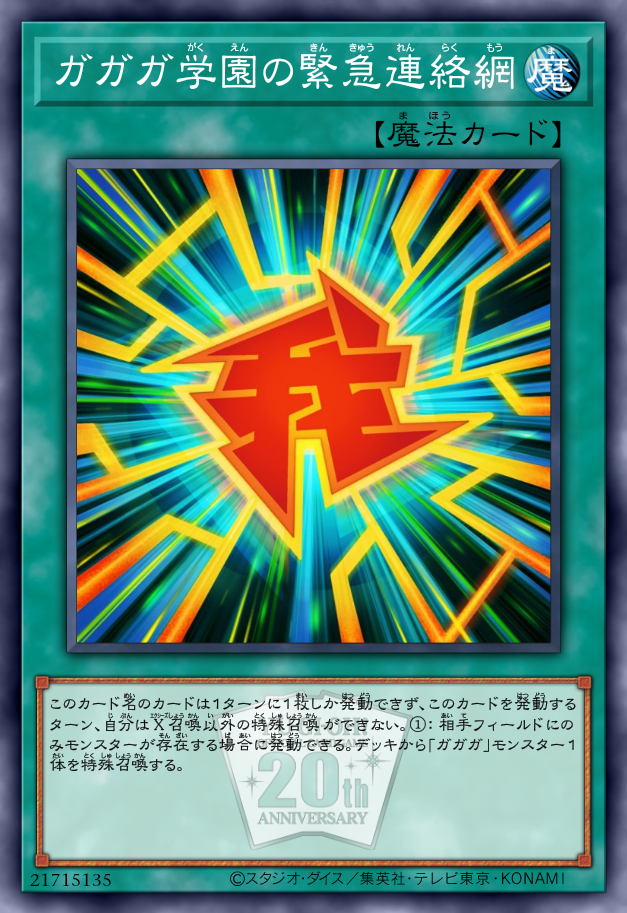 ガガガ学園の緊急連絡網 魔
【魔法カード】
我
このカード名のカードは1ターンに1枚しか発動できず、このカードを発動する
ターン、自分はX召喚以外の特殊召喚ができない。①：相手フィールドにの
みモンスターが存在する場合に発動できる。デッキから「ガガガ」モンスター1
体を特殊召喚する。
20th
ANNIVERSARY
21715135
©スタジオ・ダイス／集英社・テレビ東京・KONAMI